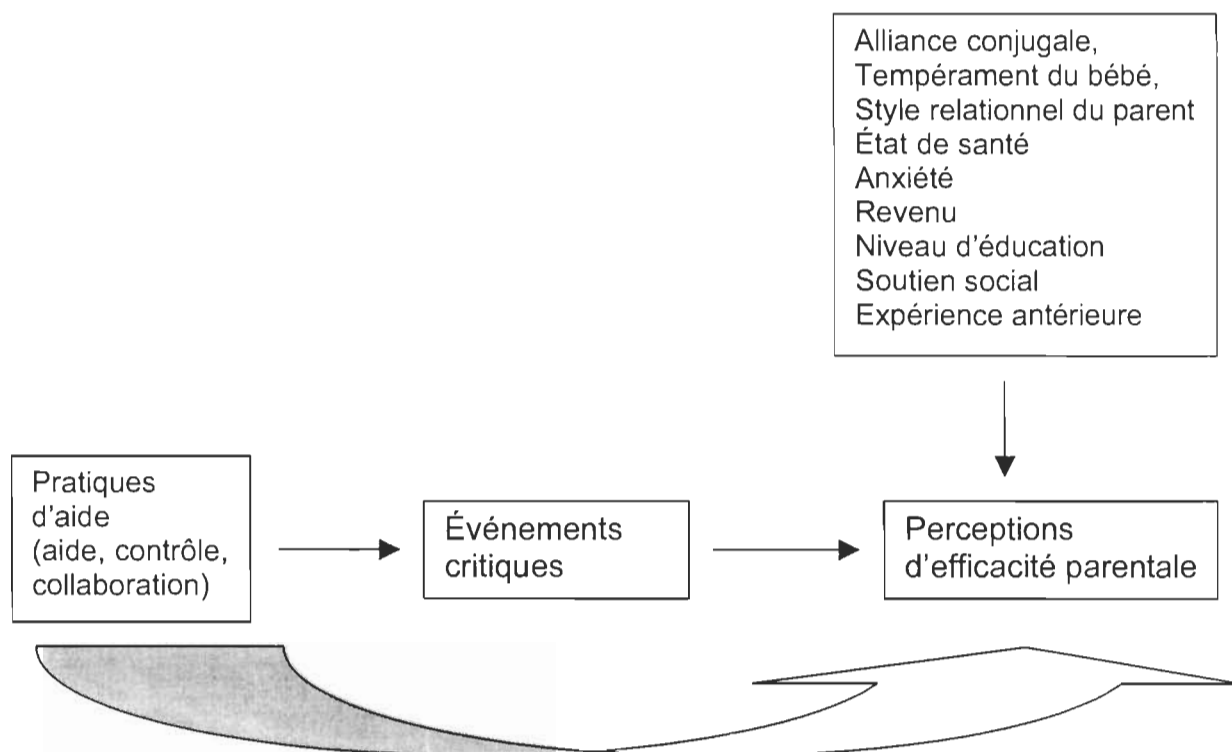 Alliance conjugale,
Tempérament du bébé,
Style relationnel du parent
État de santé
Anxiété
Revenu
Niveau d'éducation
Soutien social
Expérience antérieure
Pratiques
d'aide
(aide, contrôle,
collaboration)
Événements
critiques
Perceptions
d'efficacité parentale